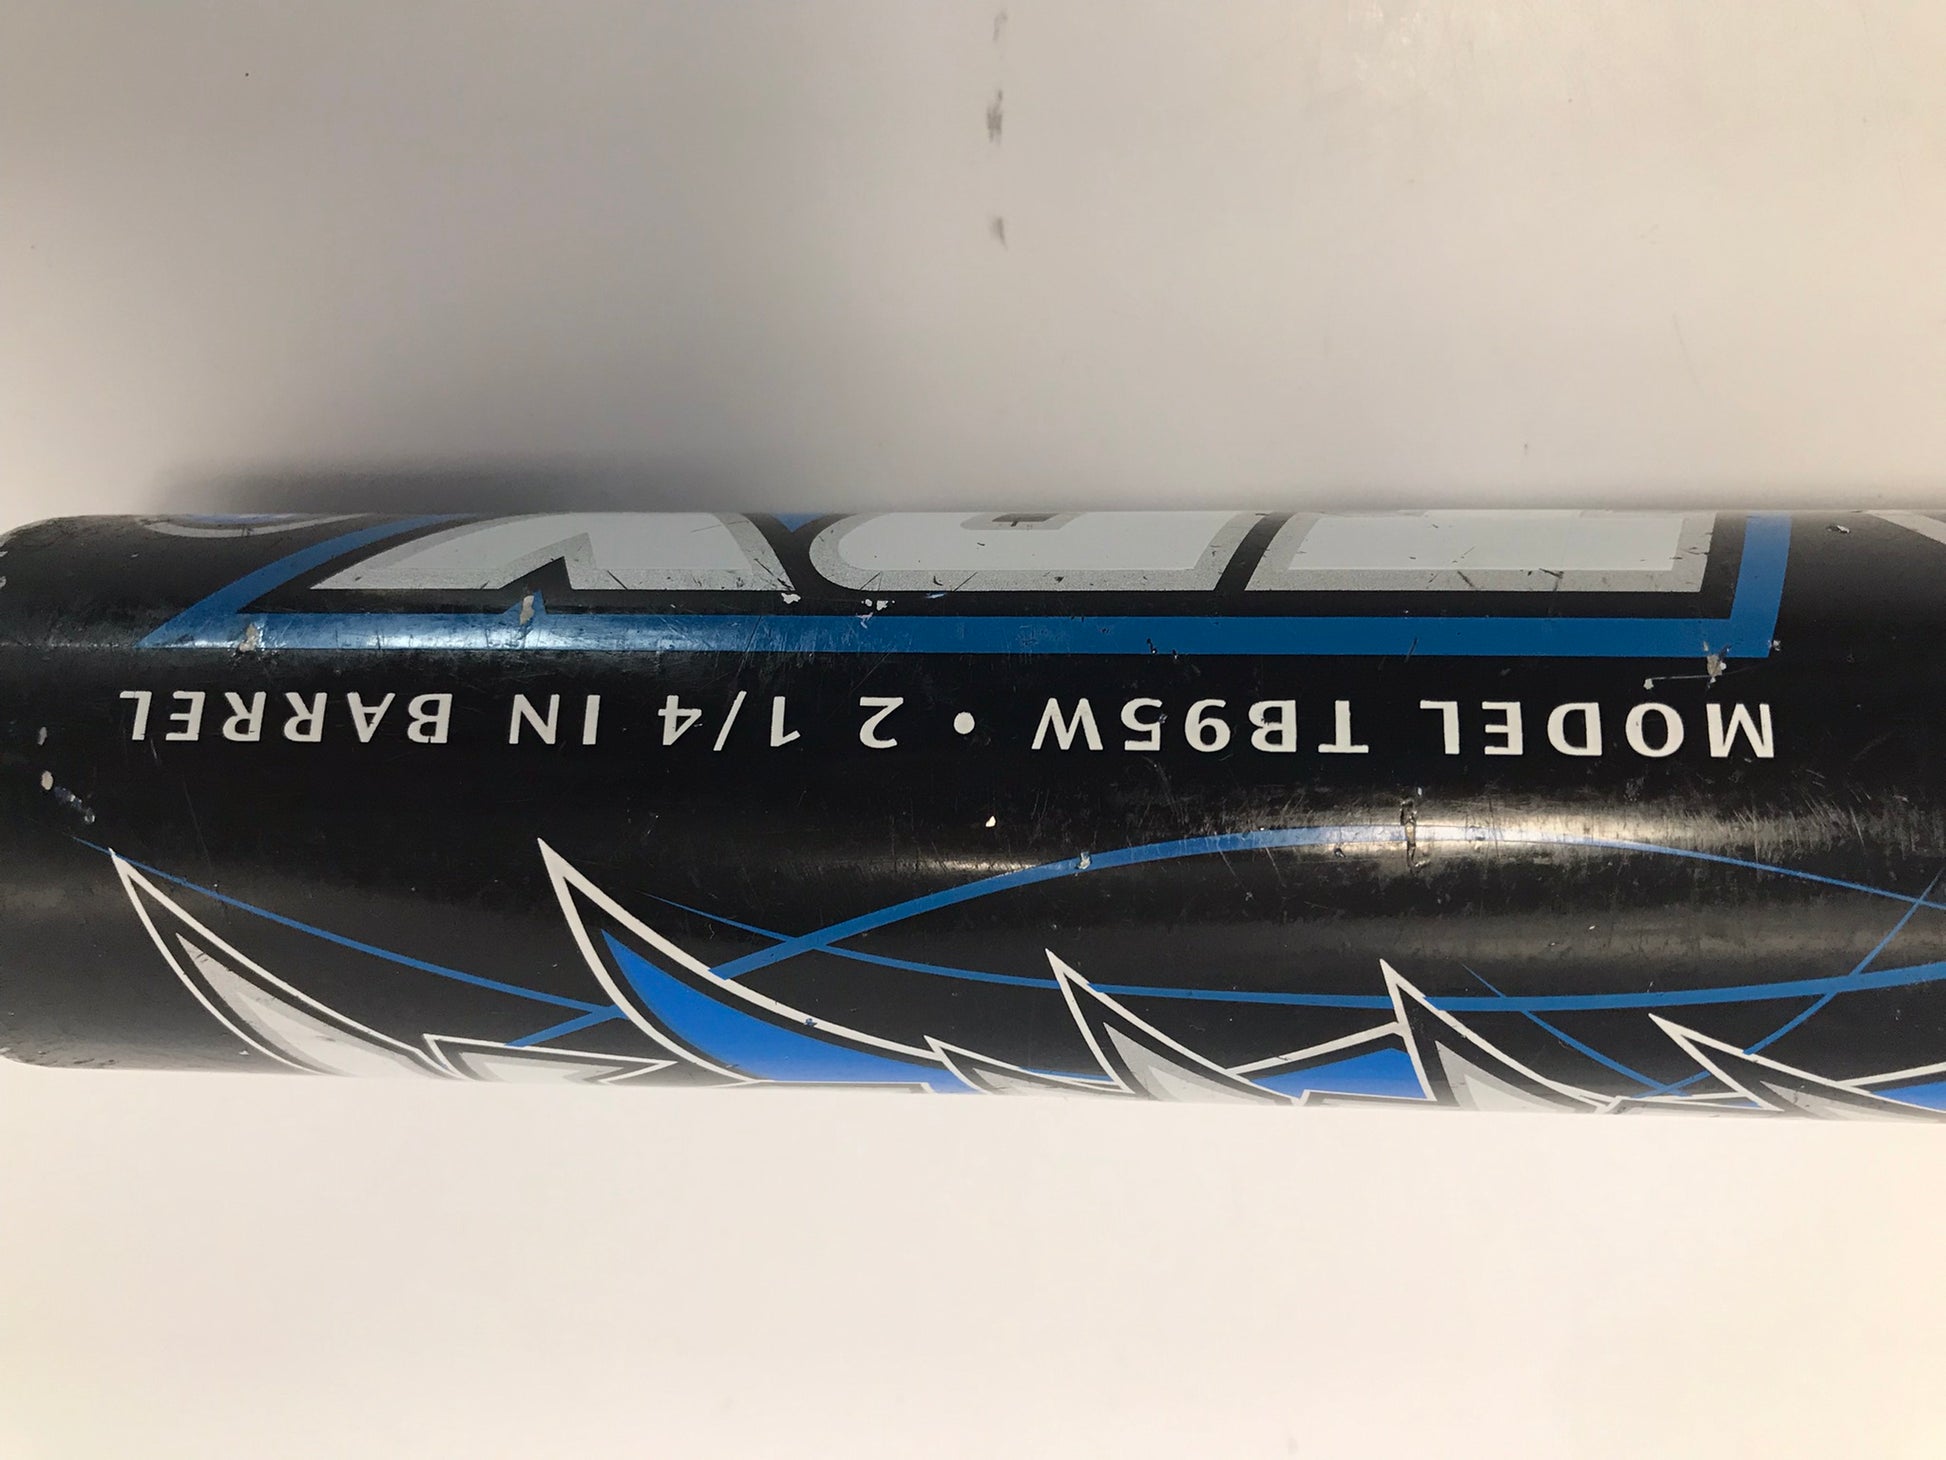 MODEL TB95W • 2 1/4 IN BARREL